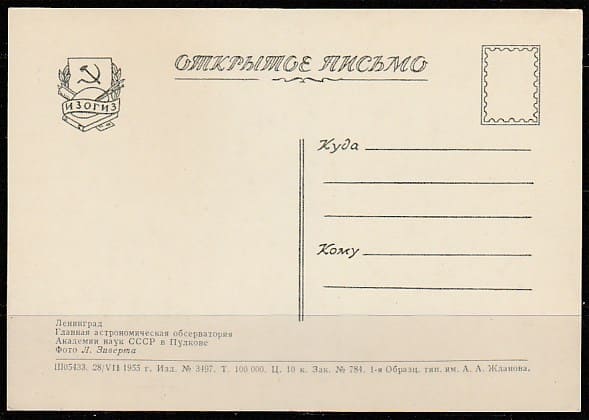 ОТКРЫТОЕ ПИСЬМО
ИЗОГИЗ
Куда
Кому
Ленинград
Главная астрономическая обсерватория
Академии наук СССР в Пулкове
Фото Л. Зиверта
Ш05433. 28/VII 1955 г. Изд. № 3497. Т. 100 000. Ц. 10 к. Зак. № 784. 1-я Образц. тип. им. А. А. Жданова.